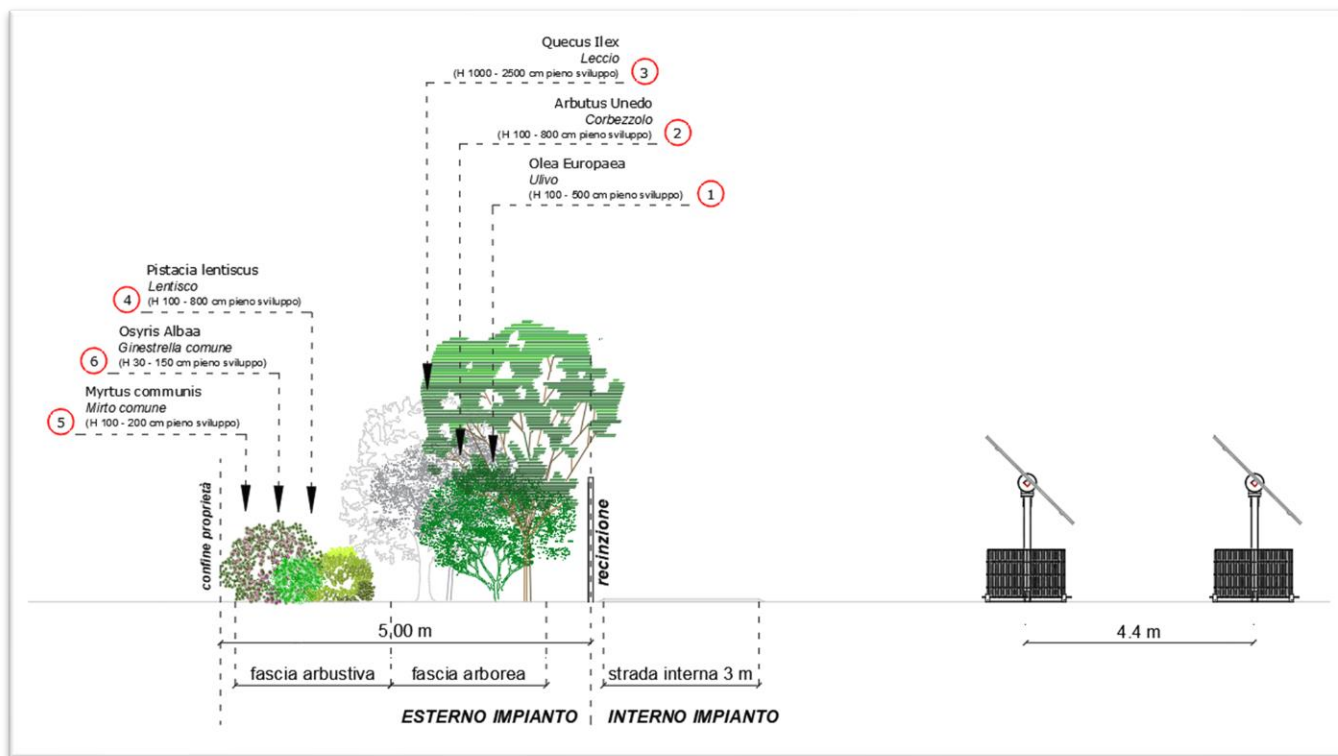 Quecus Ilex
Leccio
(H 1000 - 2500 cm pieno sviluppo)
3
Arbutus Unedo
Corbezzolo
(H 100 - 800 cm pieno sviluppo)
2
Olea Europaea
Ulivo
(H 100 - 500 cm pieno sviluppo)
1
Pistacia lentiscus
Lentisco
(H 100 - 800 cm pieno sviluppo)
4
Osyris Albaa
Ginestrella comune
(H 30 - 150 cm pieno sviluppo)
6
Myrtus communis
Mirto comune
(H 100 - 200 cm pieno sviluppo)
5
confine proprietà
recinzione
5,00 m
4.4 m
fascia arbustiva
fascia arborea
strada interna 3 m
ESTERNO IMPIANTO
INTERNO IMPIANTO